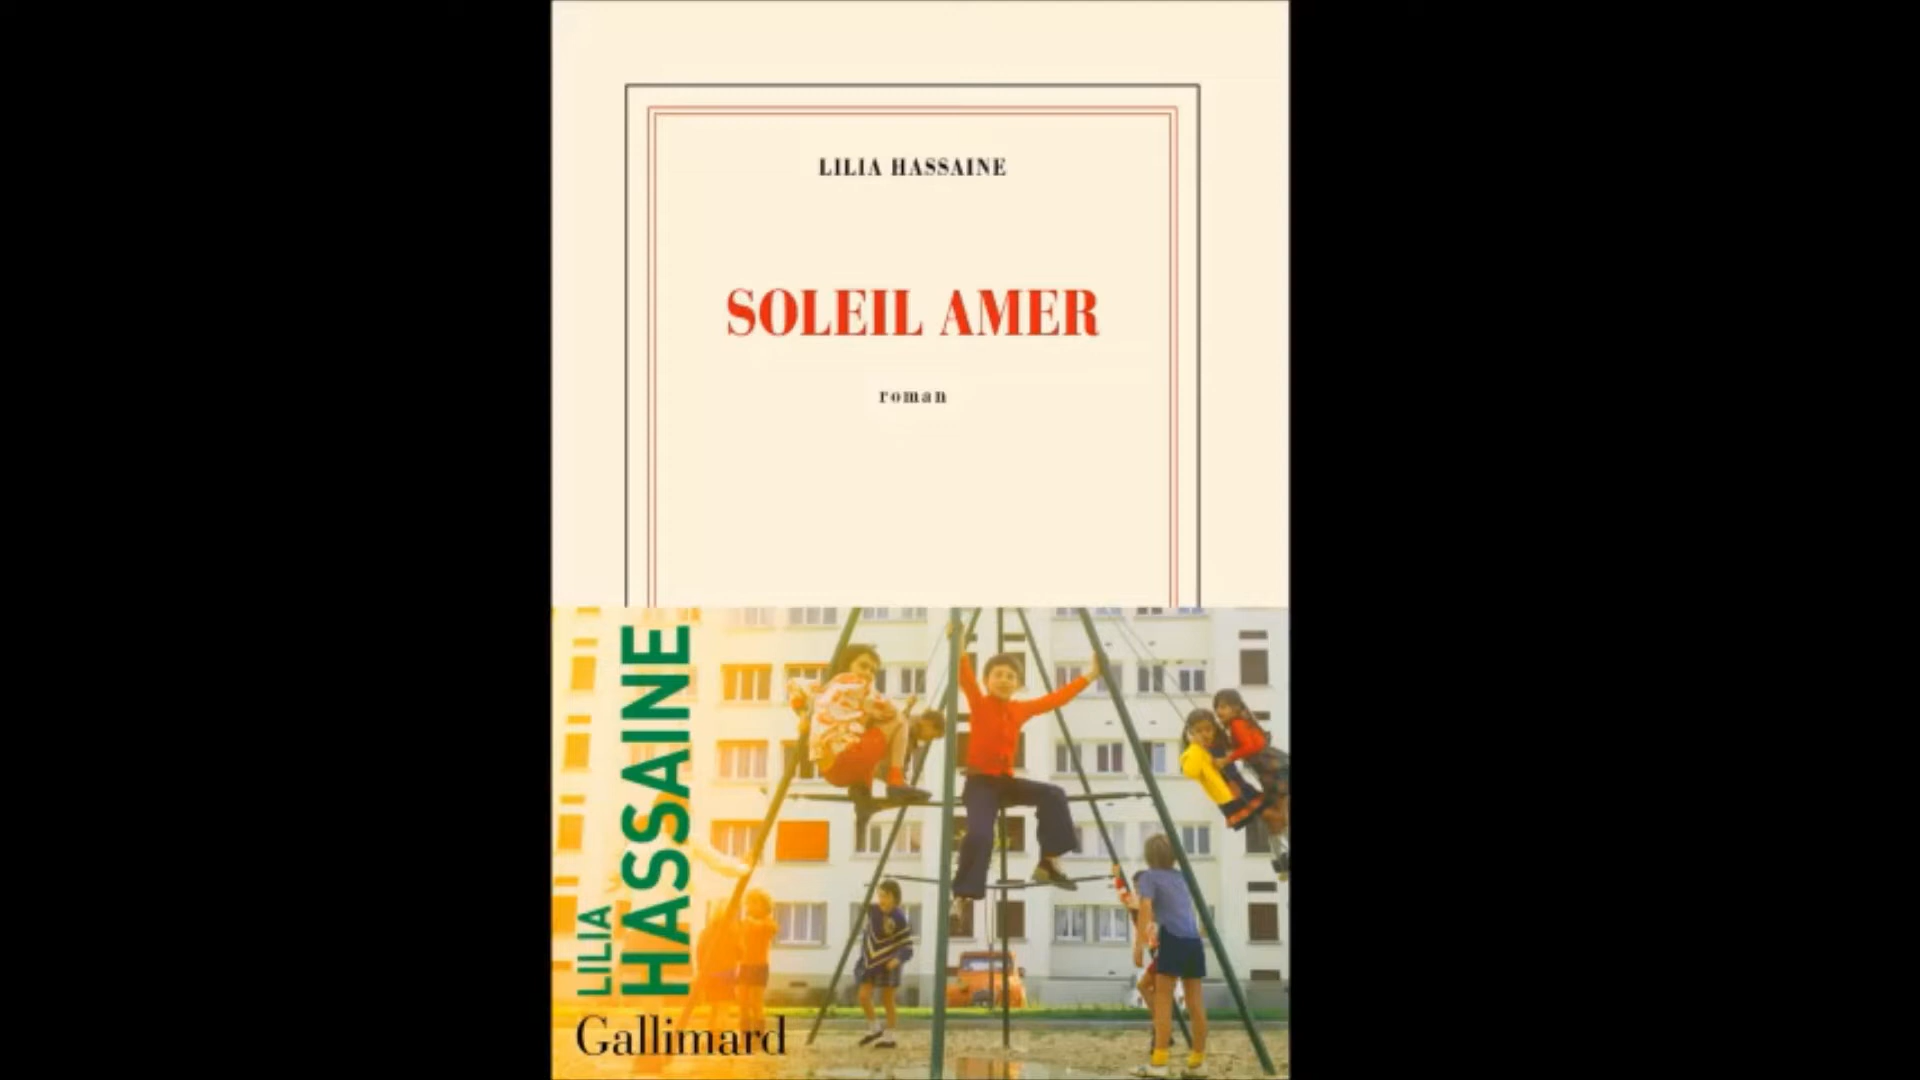 LILIA HASSAINE
SOLEIL AMER
roman
LILIA
HASSAINE
Gallimard